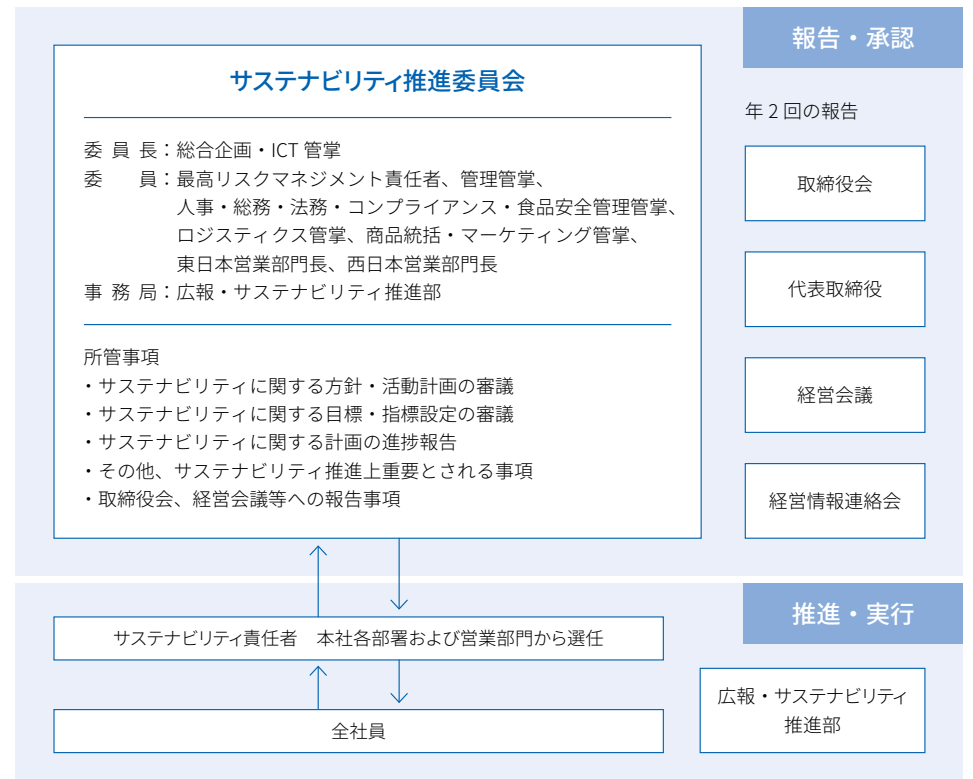 報告・承認
サステナビリティ推進委員会
委員長：総合企画・ICT 管掌
委　員：最高リスクマネジメント責任者、管理管掌、
人事・総務・法務・コンプライアンス・食品安全管理管掌、
ロジスティクス管掌、商品統括・マーケティング管掌、
東日本営業部門長、西日本営業部門長
事務局：広報・サステナビリティ推進部
所管事項
・サステナビリティに関する方針・活動計画の審議
・サステナビリティに関する目標・指標設定の審議
・サステナビリティに関する計画の進捗報告
・その他、サステナビリティ推進上重要とされる事項
・取締役会、経営会議等への報告事項
年 2 回の報告
取締役会
代表取締役
経営会議
経営情報連絡会
推進・実行
サステナビリティ責任者　本社各部署および営業部門から選任
全社員
広報・サステナビリティ
推進部